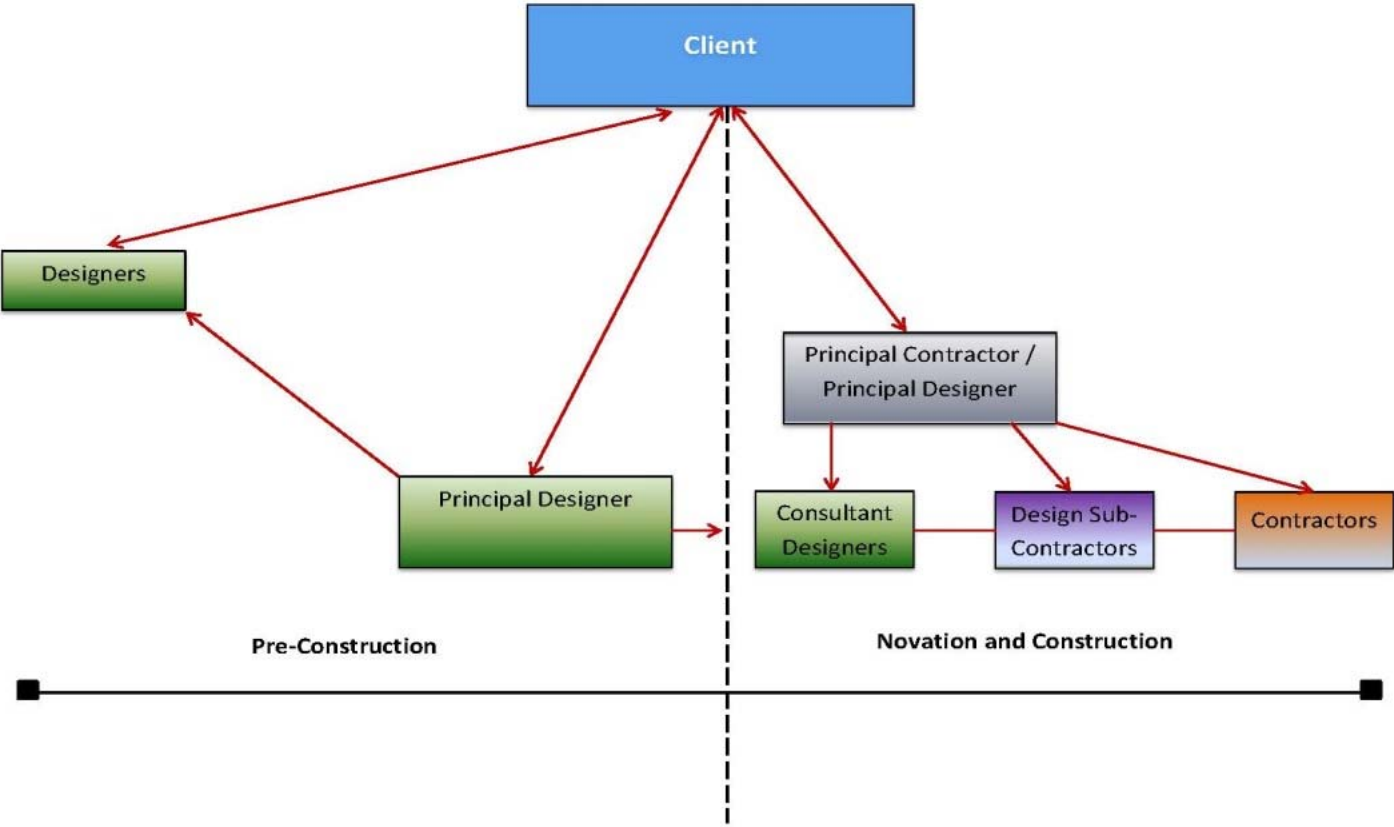 Client
Designers
Principal Contractor /
Principal Designer
Principal Designer
Consultant
Designers
Design Sub-
Contractors
Contractors
Pre-Construction
Novation and Construction